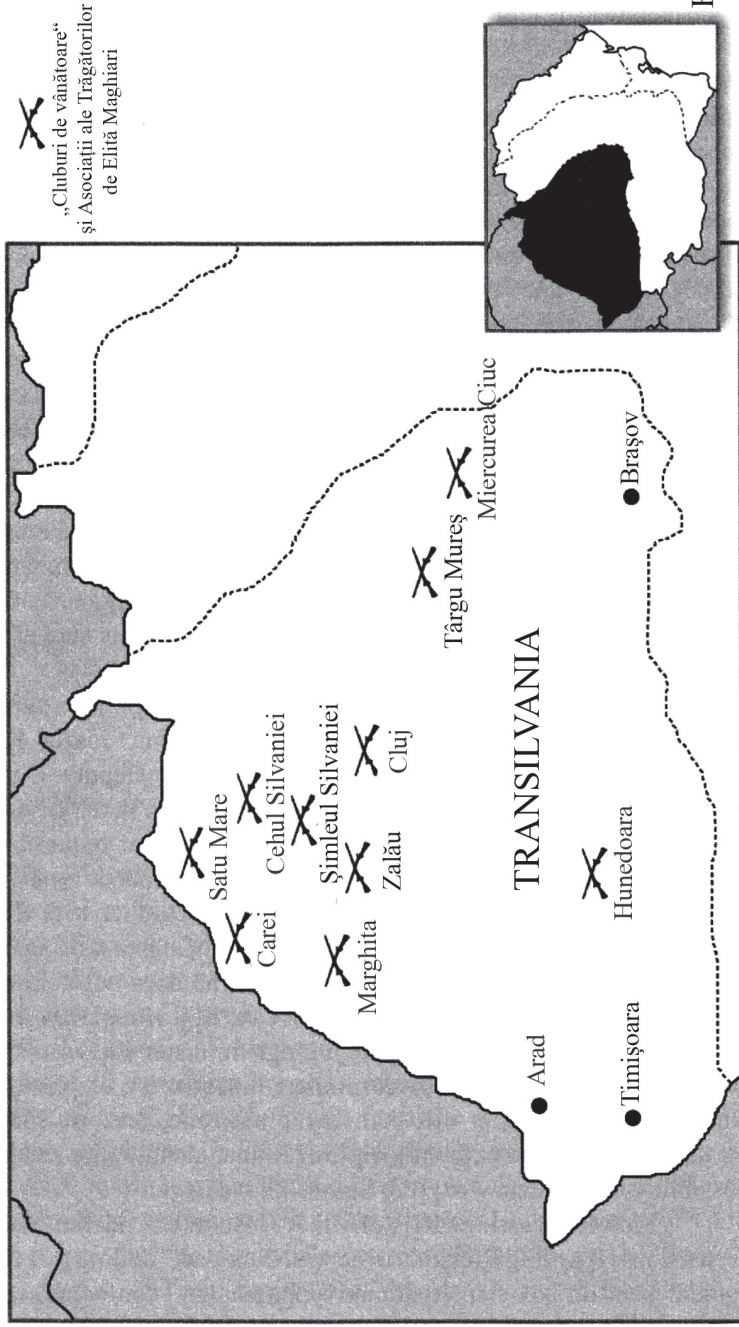 „Cluburi de vânătoare“
și Asociații ale Trăgătorilor
de Elită Maghiari
Satu Mare
Carei
Cehul Silvaniei
Șimleul Silvaniei
Marghita
Zalău
Cluj
Târgu Mureș
Miercurea Ciuc
TRANSILVANIA
Arad
Hunedoara
Timișoara
Brașov